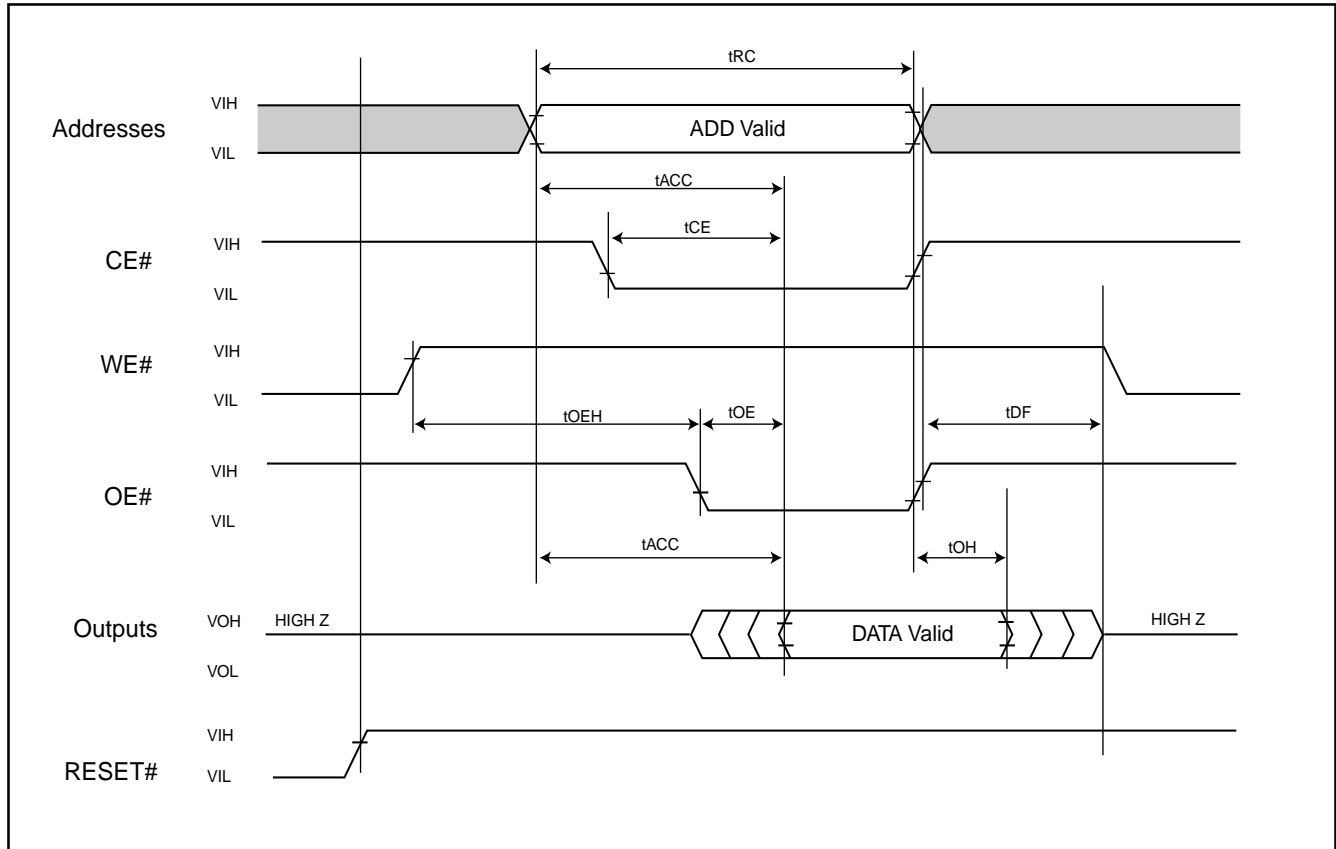 tRC
VIH
Addresses
ADD Valid
VIL
tACC
tCE
VIH
CE#
VIL
VIH
WE#
VIL
tOEH
tOE
tDF
VIH
OE#
VIL
tACC
tOH
VOH
HIGH Z
HIGH Z
Outputs
DATA Valid
VOL
VIH
RESET#
VIL